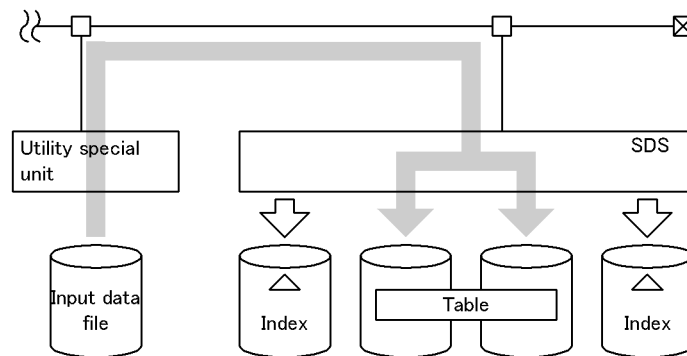 Utility special
unit
SDS
Input data
file
Index
Table
Index